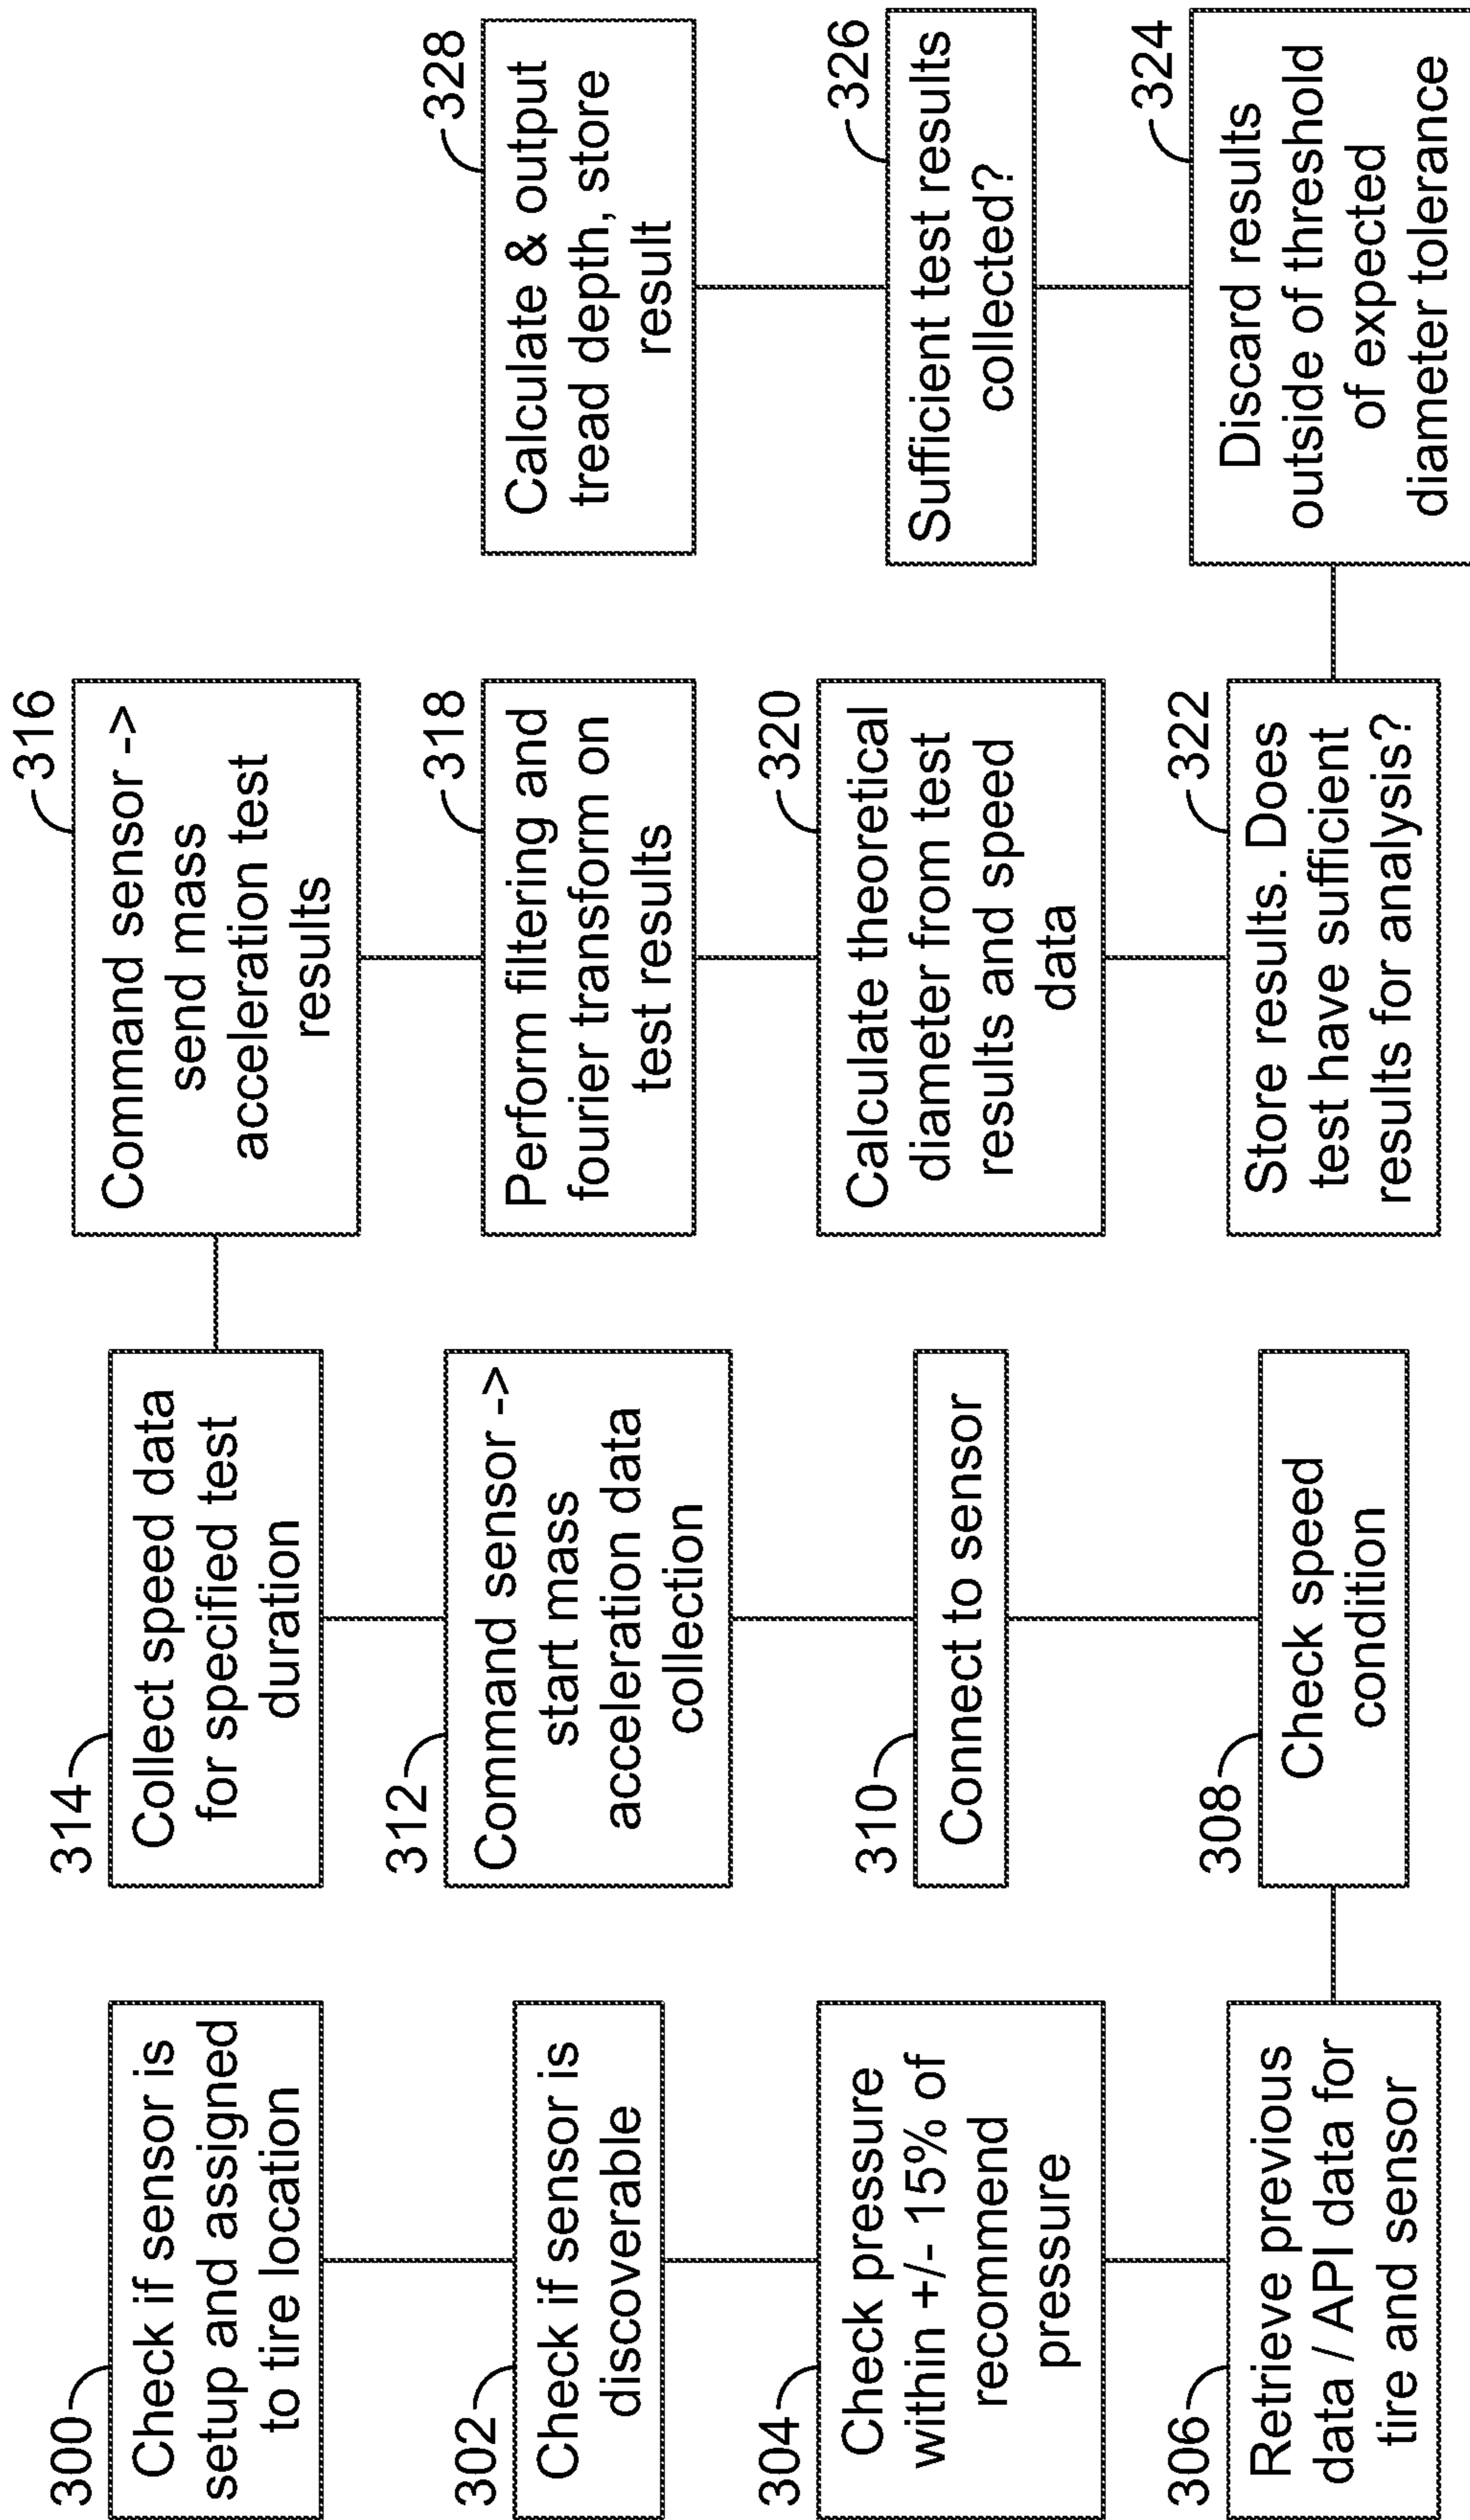 300
Check if sensor is
setup and assigned
to tire location
302
Check if sensor is
discoverable
304
Check pressure
within +/- 15% of
recommend
pressure
306
Retrieve previous
data / API data for
tire and sensor
308
Check speed
condition
310
Connect to sensor
312
Command sensor ->
start mass
acceleration data
collection
314
Collect speed data
for specified test
duration
316
Command sensor ->
send mass
acceleration test
results
318
Perform filtering and
fourier transform on
test results
320
Calculate theoretical
diameter from test
results and speed
data
322
Store results. Does
test have sufficient
results for analysis?
324
Discard results
outside of threshold
of expected
diameter tolerance
326
Sufficient test results
collected?
328
Calculate & output
tread depth, store
result